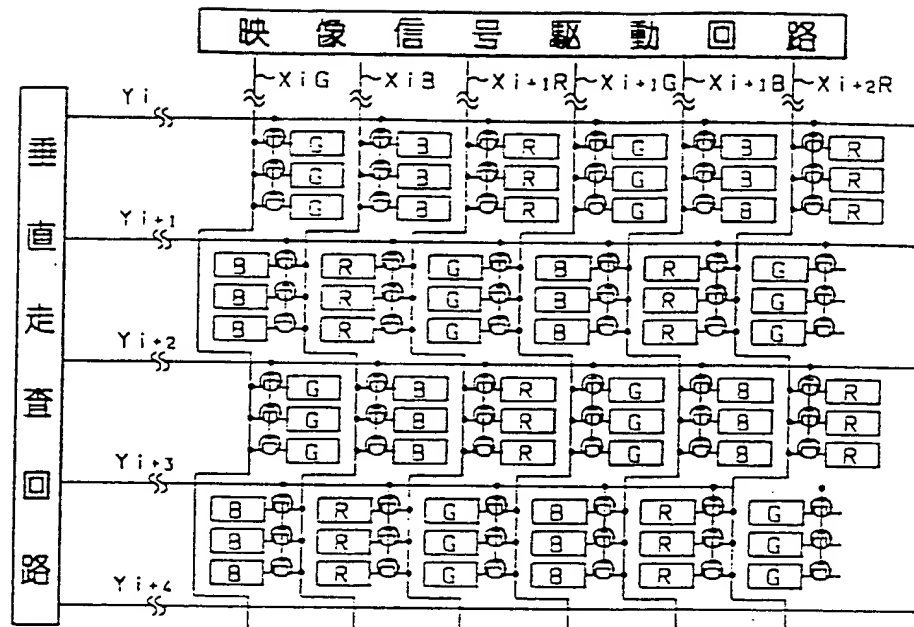 映像信号駆動回路
XiG XiB Xi+1R Xi+1G Xi+1B Xi+2R
垂直走査回路
Yi
G B R G B R
G B R G B R
G B R G B R
Yi+1
B R G B R G
B R G B R G
B R G B R G
Yi+2
G B R G B R
G B R G B R
G B R G B R
Yi+3
B R G B R G
B R G B R G
B R G B R G
Yi+4